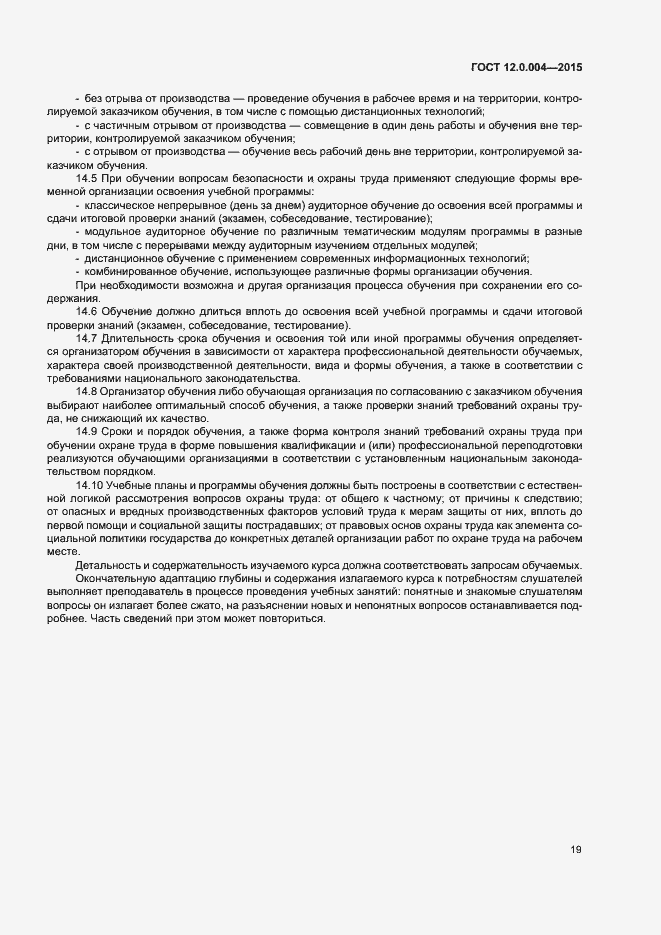 ГОСТ 12.0.004—2015
- без отрыва от производства — проведение обучения в рабочее время и на территории, контро-
лируемой заказчиком обучения, в том числе с помощью дистанционных технологий;
- с частичным отрывом от производства — совмещение в один день работы и обучения вне тер-
ритории, контролируемой заказчиком обучения;
- с отрывом от производства — обучение весь рабочий день вне территории, контролируемой за-
казчиком обучения.
14.5 При обучении вопросам безопасности и охраны труда применяют следующие формы вре-
менной организации освоения учебной программы:
- классическое непрерывное (день за днем) аудиторное обучение до освоения всей программы и
сдачи итоговой проверки знаний (экзамен, собеседование, тестирование);
- модульное аудиторное обучение по различным тематическим модулям программы в разные
дни, в том числе с перерывами между аудиторным изучением отдельных модулей;
- дистанционное обучение с применением современных информационных технологий;
- комбинированное обучение, использующее различные формы организации обучения.
При необходимости возможна и другая организация процесса обучения при сохранении его со-
держания.
14.6 Обучение должно длиться вплоть до освоения всей учебной программы и сдачи итоговой
проверки знаний (экзамен, собеседование, тестирование).
14.7 Длительность срока обучения и освоения той или иной программы обучения определяет-
ся организатором обучения в зависимости от характера профессиональной деятельности обучаемых,
характера своей производственной деятельности, вида и формы обучения, а также в соответствии с
требованиями национального законодательства.
14.8 Организатор обучения либо обучающая организация по согласованию с заказчиком обучения
выбирают наиболее оптимальный способ обучения, а также проверки знаний требований охраны тру-
да, не снижающий их качество.
14.9 Сроки и порядок обучения, а также форма контроля знаний требований охраны труда при
обучении охране труда в форме повышения квалификации и (или) профессиональной переподготовки
реализуются обучающими организациями в соответствии с установленным национальным законода-
тельством порядком.
14.10 Учебные планы и программы обучения должны быть построены в соответствии с естествен-
ной логикой рассмотрения вопросов охраны труда: от общего к частному; от причины к следствию;
от опасных и вредных производственных факторов условий труда к мерам защиты от них, вплоть до
первой помощи и социальной защиты пострадавших; от правовых основ охраны труда как элемента со-
циальной политики государства до конкретных деталей организации работ по охране труда на рабочем
месте.
Детальность и содержательность изучаемого курса должна соответствовать запросам обучаемых.
Окончательную адаптацию глубины и содержания излагаемого курса к потребностям слушателей
выполняет преподаватель в процессе проведения учебных занятий: понятные и знакомые слушателям
вопросы он излагает более сжато, на разъяснении новых и непонятных вопросов останавливается под-
робнее. Часть сведений при этом может повториться.
19